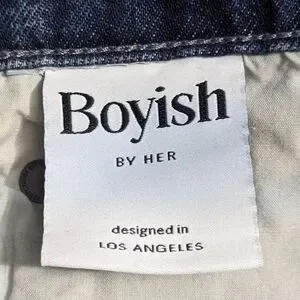 Boyish
BY HER
designed in
LOS ANGELES